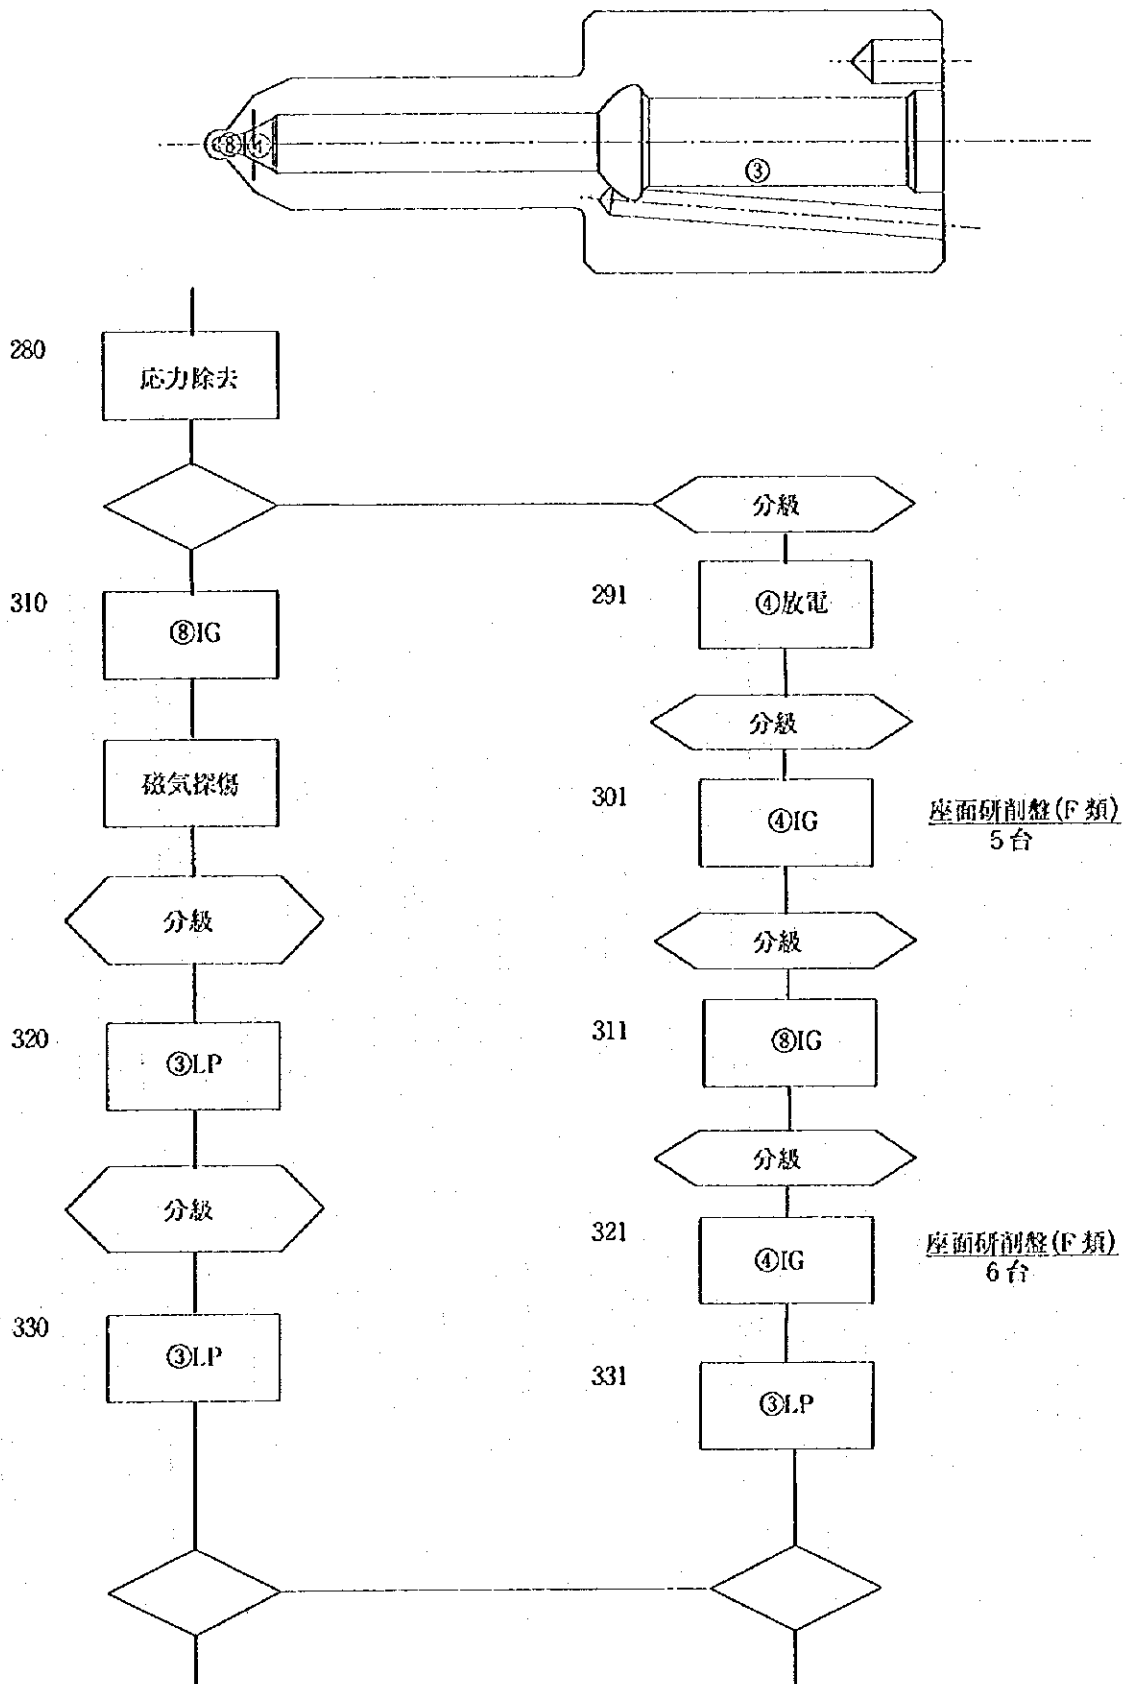 ⑧
③
280
応力除去
分級
310
⑧IG
291
④放電
分級
磁気探傷
301
④IG
座面研削盤(F類)
5台
分級
分級
320
③LP
311
⑧IG
分級
分級
321
④IG
座面研削盤(F類)
6台
330
③LP
331
③LP